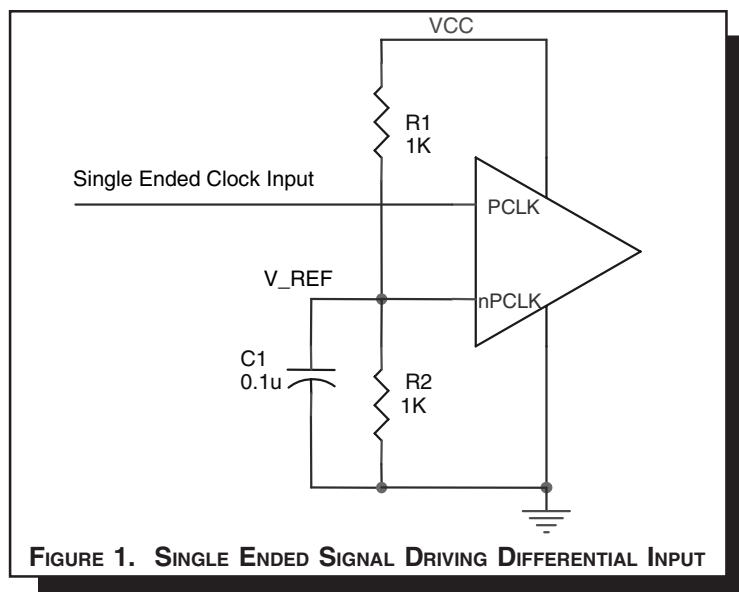 VCC
R1
1K
Single Ended Clock Input
PCLK
V_REF
nPCLK
C1
0.1u
R2
1K
FIGURE 1. SINGLE ENDED SIGNAL DRIVING DIFFERENTIAL INPUT